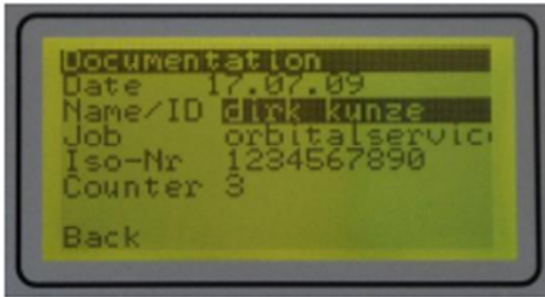 Documentation
Date 17.07.09
Name/ID dirk kunze
Job orbitalservic
Iso-Nr 1234567890
Counter 3
Back